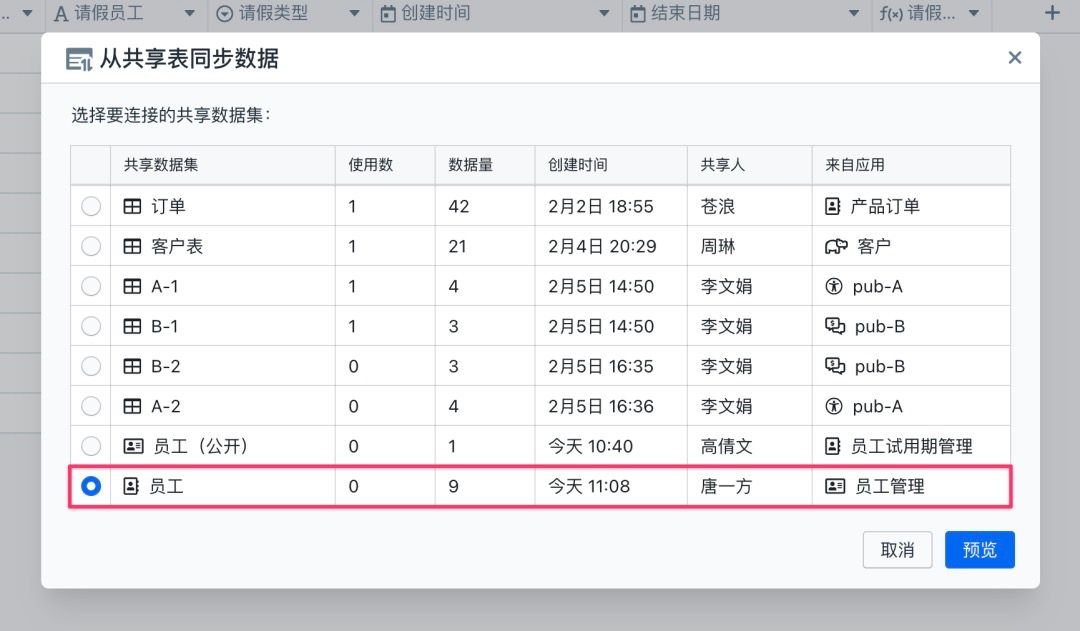 .. A 请假员工 请假类型 创建时间 结束日期 f(x) 请假...
从共享表同步数据
选择要连接的共享数据集：
共享数据集 使用数 数据量 创建时间 共享人 来自应用
订单 1 42 2月2日 18:55 苍浪 产品订单
客户表 1 21 2月4日 20:29 周琳 客户
A-1 1 4 2月5日 14:50 李文娟 pub-A
B-1 1 3 2月5日 14:50 李文娟 pub-B
B-2 0 3 2月5日 16:35 李文娟 pub-B
A-2 0 4 2月5日 16:36 李文娟 pub-A
员工（公开） 0 1 今天 10:40 高倩文 员工试用期管理
员工 0 9 今天 11:08 唐一方 员工管理
取消 预览